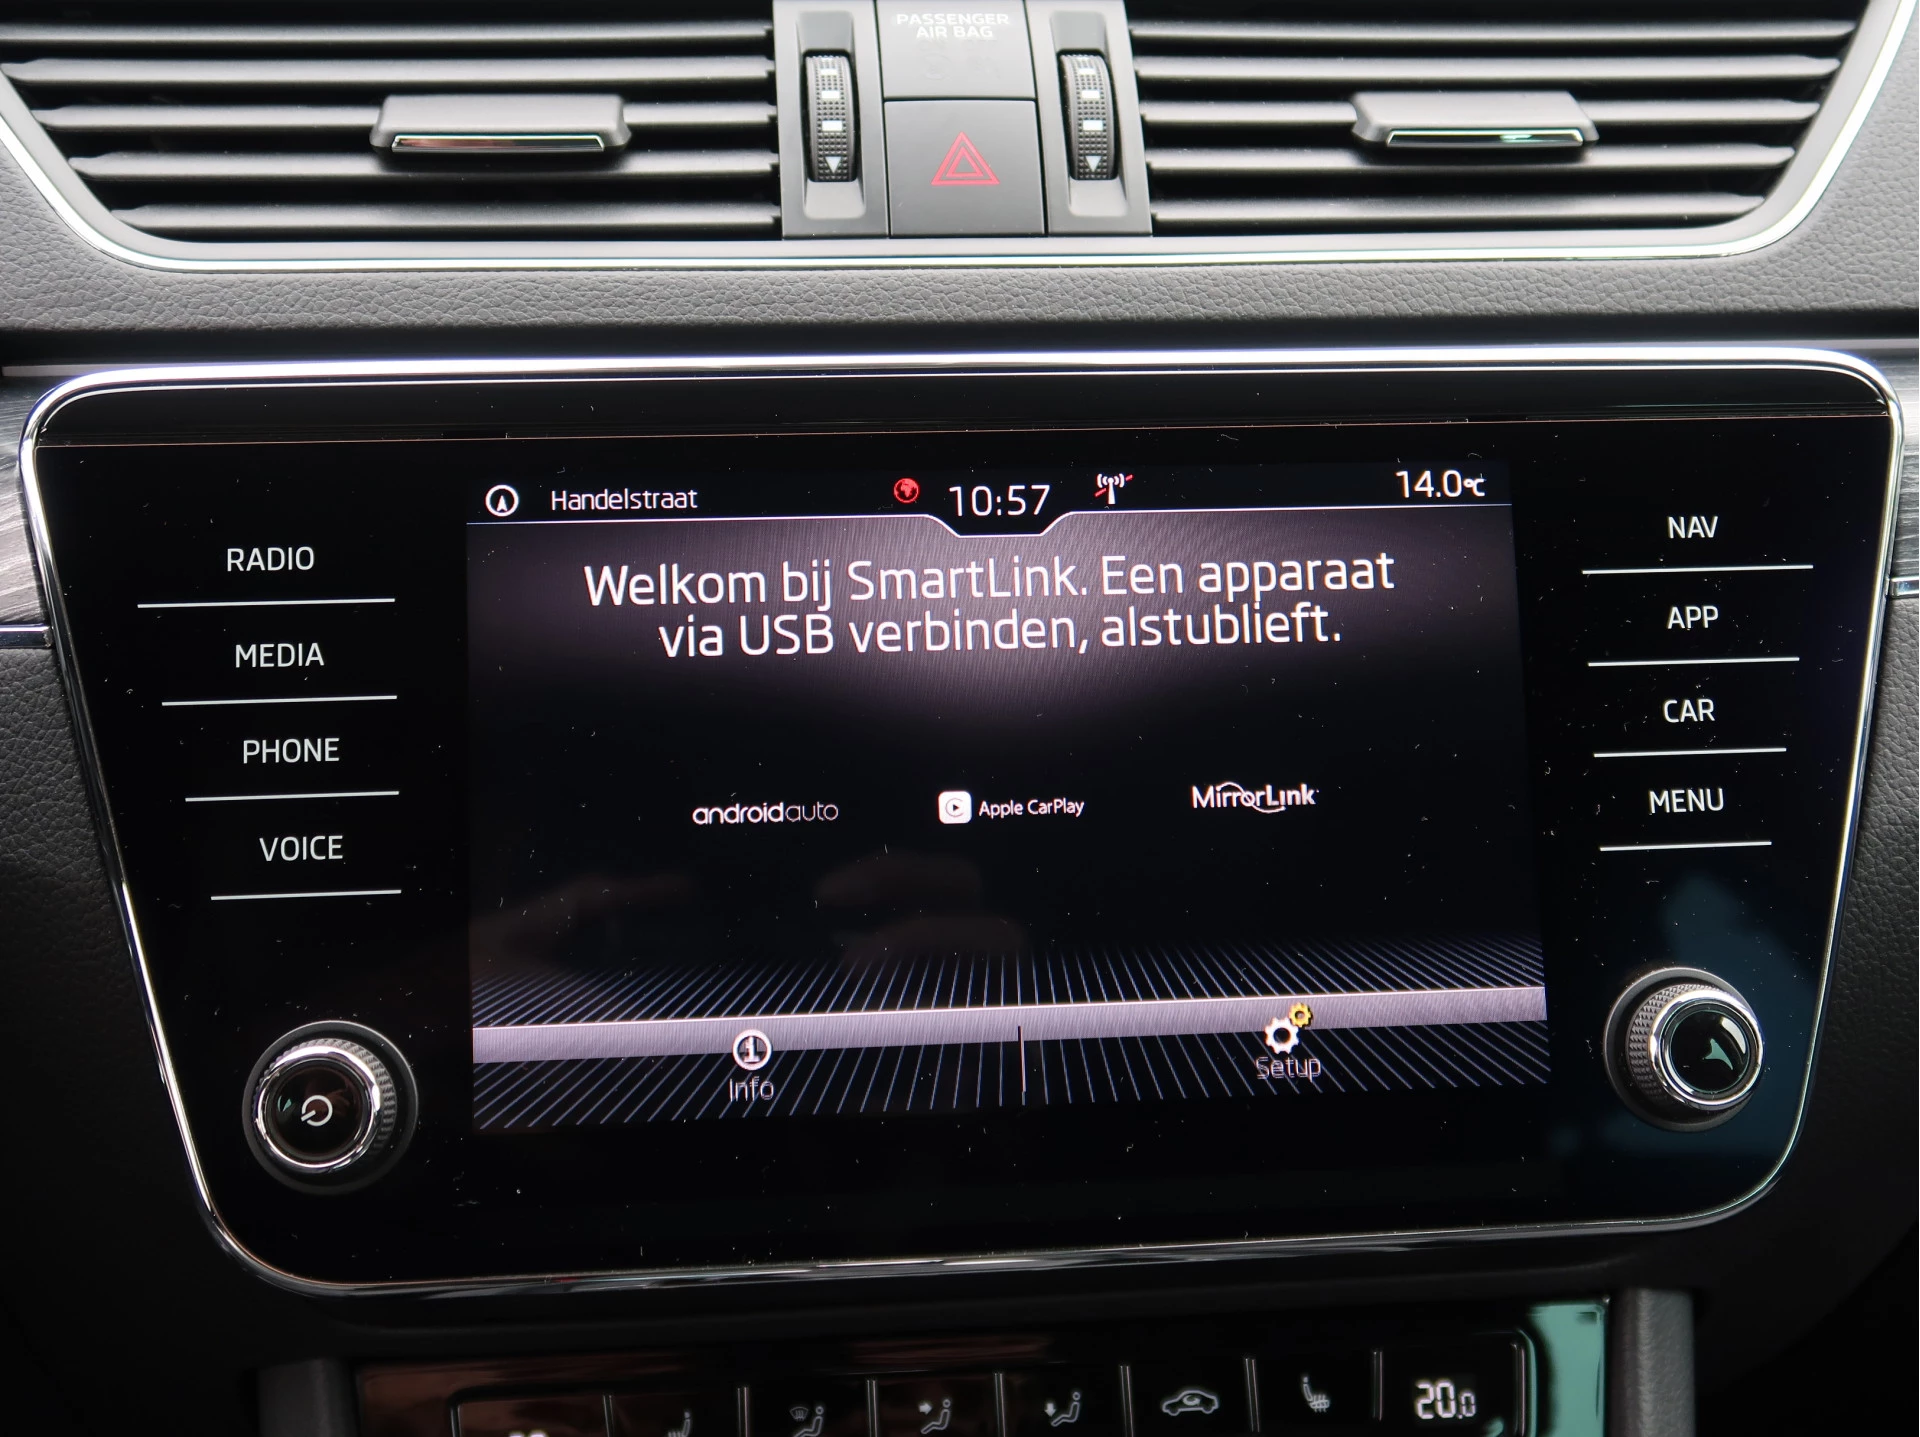 PASSENGER
AIR BAG
Handelstraat
10:57
14.0°C
Welkom bij SmartLink. Een apparaat
via USB verbinden, alstublieft.
androidauto
Apple CarPlay
MirrorLink
Info
Setup
RADIO
MEDIA
PHONE
VOICE
NAV
APP
CAR
MENU
20.0